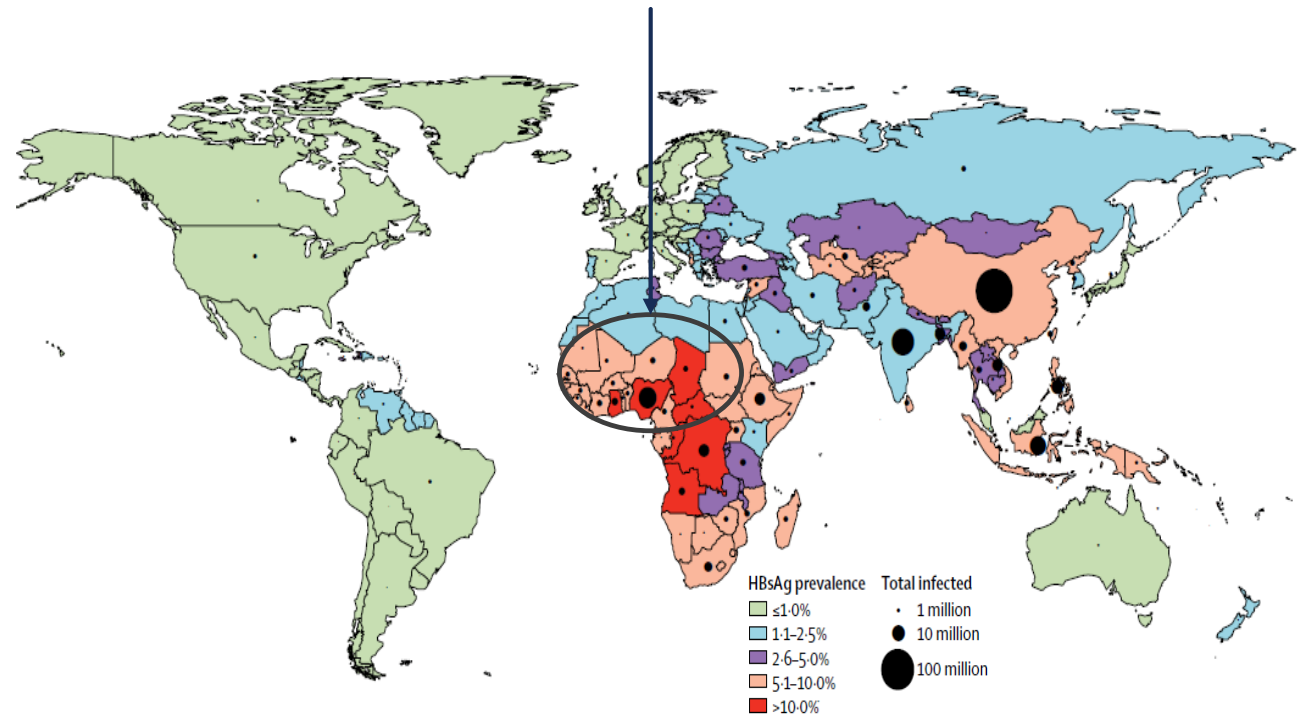 HBsAg prevalence
≤1·0%
1·1–2·5%
2·6–5·0%
5·1–10·0%
>10·0%
Total infected
1 million
10 million
100 million